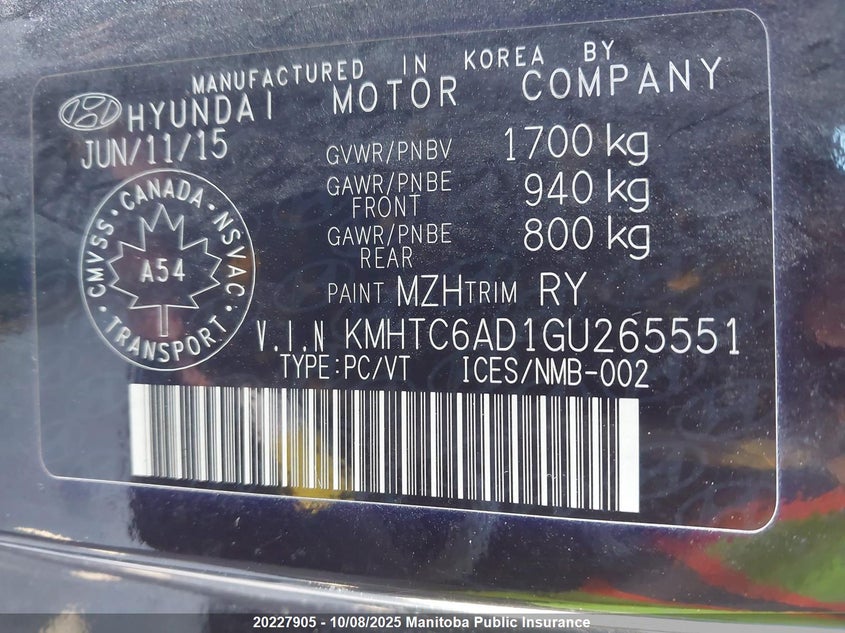 MANUFACTURED IN KOREA BY
HYUNDAI MOTOR COMPANY
JUN/11/15
GVWR/PNBV 1700 kg
GAWR/PNBE FRONT 940 kg
GAWR/PNBE REAR 800 kg
CMVSS · CANADA · NSVAC · TRANSPORT ·
A54
PAINT MZH TRIM RY
V.I.N KMHTC6AD1GU265551
TYPE:PC/VT ICES/NMB-002
20227905 - 10/08/2025 Manitoba Public Insurance